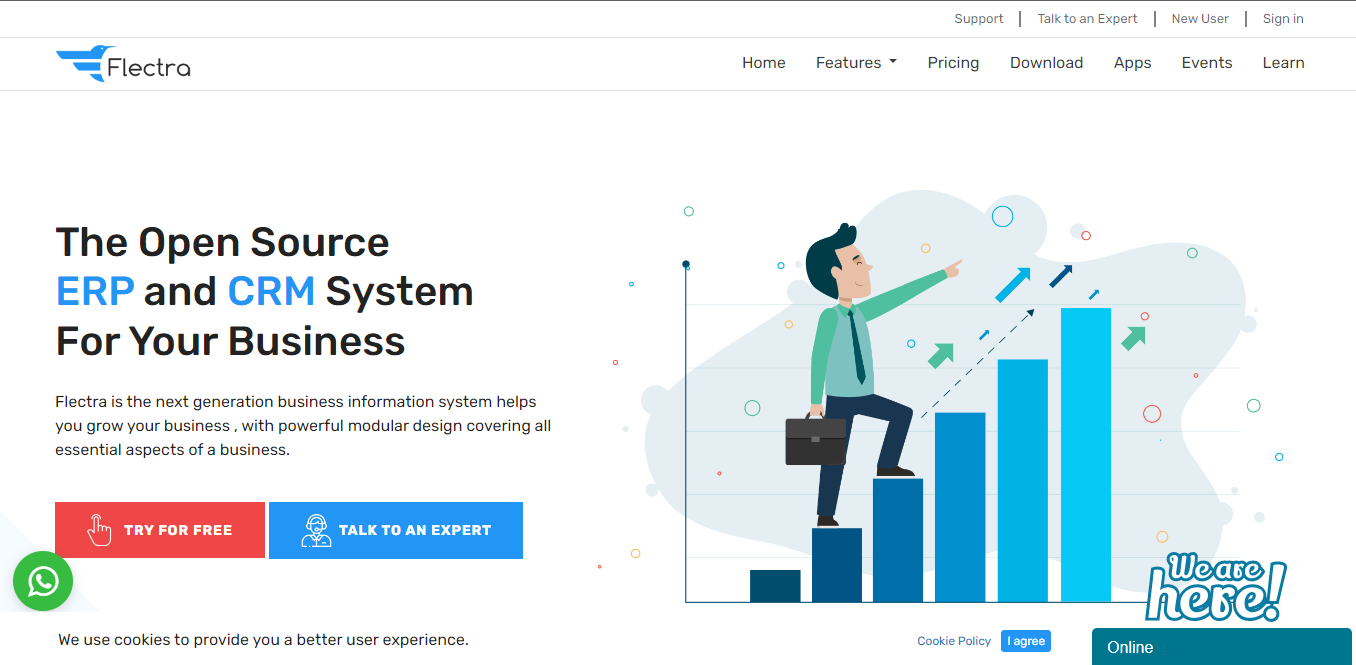 Support
Talk to an Expert
New User
Sign in
Flectra
Home
Features
Pricing
Download
Apps
Events
Learn
The Open Source
ERP and CRM System
For Your Business
Flectra is the next generation business information system helps
you grow your business , with powerful modular design covering all
essential aspects of a business.
TRY FOR FREE
TALK TO AN EXPERT
We are
here!
We use cookies to provide you a better user experience.
Cookie Policy
I agree
Online